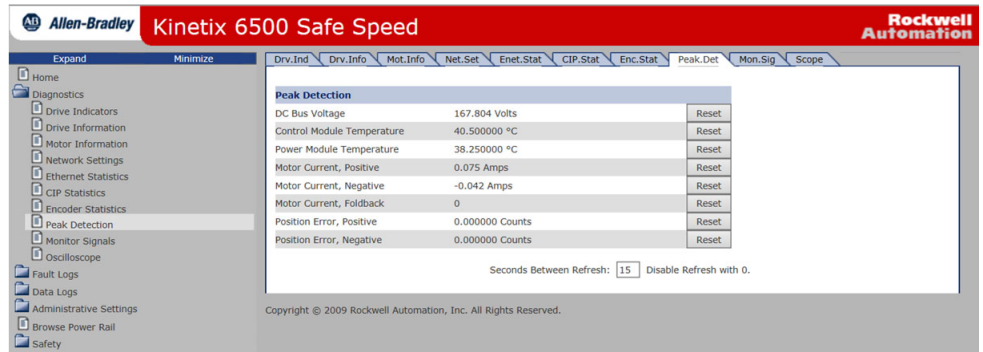 AB Allen-Bradley Kinetix 6500 Safe Speed Rockwell Automation
Expand Minimize
Home
Diagnostics
Drive Indicators
Drive Information
Motor Information
Network Settings
Ethernet Statistics
CIP Statistics
Encoder Statistics
Peak Detection
Monitor Signals
Oscilloscope
Fault Logs
Data Logs
Administrative Settings
Browse Power Rail
Safety
Drv.Ind Drv.Info Mot.Info Net.Set Enet.Stat CIP.Stat Enc.Stat Peak.Det Mon.Sig Scope
Peak Detection
DC Bus Voltage 167.804 Volts Reset
Control Module Temperature 40.500000 °C Reset
Power Module Temperature 38.250000 °C Reset
Motor Current, Positive 0.075 Amps Reset
Motor Current, Negative -0.042 Amps Reset
Motor Current, Foldback 0 Reset
Position Error, Positive 0.000000 Counts Reset
Position Error, Negative 0.000000 Counts Reset
Seconds Between Refresh: 15 Disable Refresh with 0.
Copyright © 2009 Rockwell Automation, Inc. All Rights Reserved.